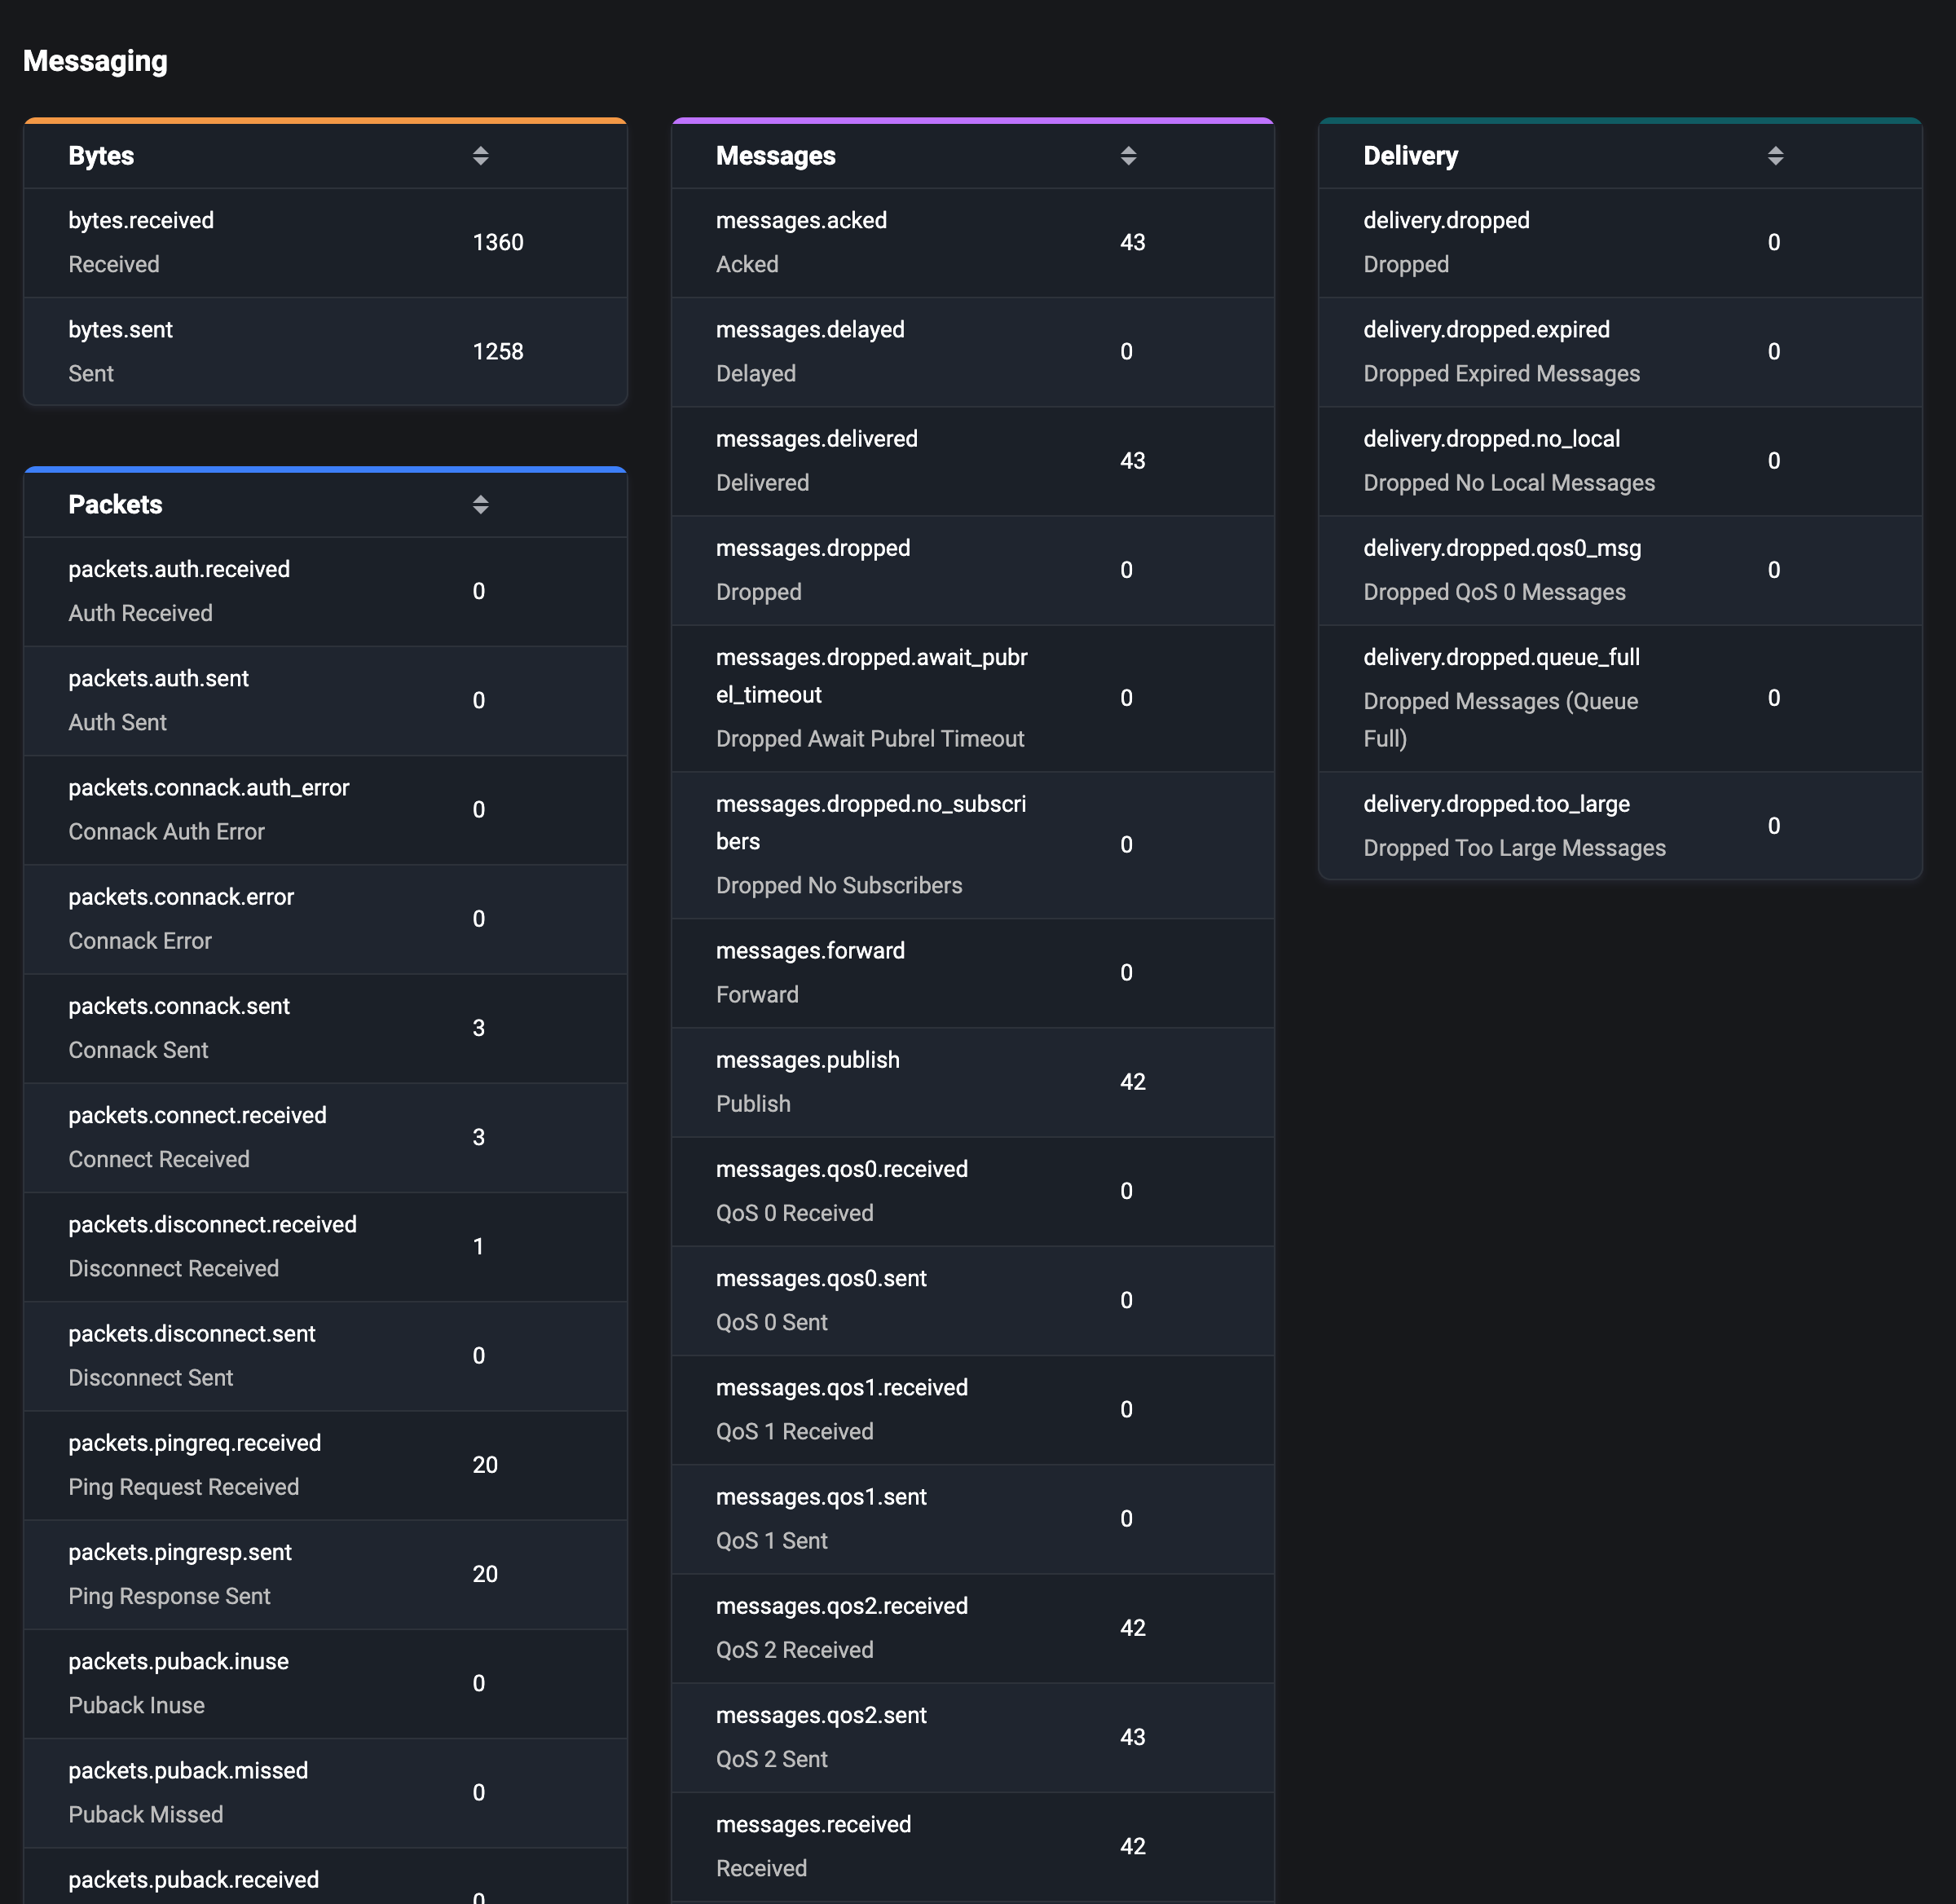 Messaging
Bytes
bytes.received
1360
Received
bytes.sent
1258
Sent
Packets
packets.auth.received
0
Auth Received
packets.auth.sent
0
Auth Sent
packets.connack.auth_error
0
Connack Auth Error
packets.connack.error
0
Connack Error
packets.connack.sent
3
Connack Sent
packets.connect.received
3
Connect Received
packets.disconnect.received
1
Disconnect Received
packets.disconnect.sent
0
Disconnect Sent
packets.pingreq.received
20
Ping Request Received
packets.pingresp.sent
20
Ping Response Sent
packets.puback.inuse
0
Puback Inuse
packets.puback.missed
0
Puback Missed
packets.puback.received
0
Messages
messages.acked
43
Acked
messages.delayed
0
Delayed
messages.delivered
43
Delivered
messages.dropped
0
Dropped
messages.dropped.await_pubr
el_timeout
0
Dropped Await Pubrel Timeout
messages.dropped.no_subscri
bers
0
Dropped No Subscribers
messages.forward
0
Forward
messages.publish
42
Publish
messages.qos0.received
0
QoS 0 Received
messages.qos0.sent
0
QoS 0 Sent
messages.qos1.received
0
QoS 1 Received
messages.qos1.sent
0
QoS 1 Sent
messages.qos2.received
42
QoS 2 Received
messages.qos2.sent
43
QoS 2 Sent
messages.received
42
Received
Delivery
delivery.dropped
0
Dropped
delivery.dropped.expired
0
Dropped Expired Messages
delivery.dropped.no_local
0
Dropped No Local Messages
delivery.dropped.qos0_msg
0
Dropped QoS 0 Messages
delivery.dropped.queue_full
0
Dropped Messages (Queue
Full)
delivery.dropped.too_large
0
Dropped Too Large Messages